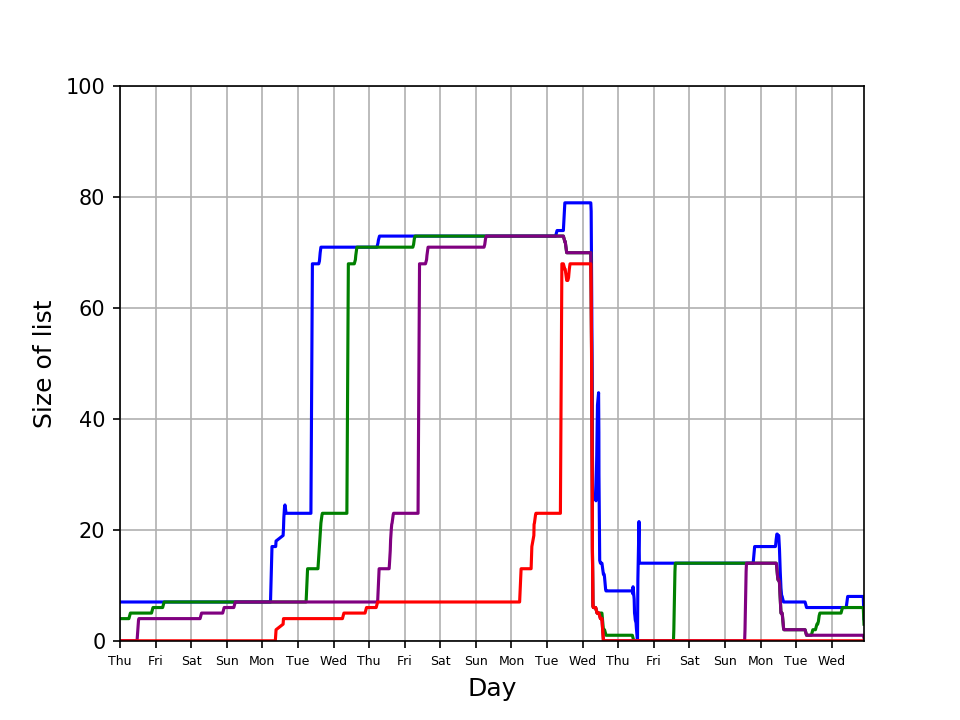 100
80
60
40
20
0
Size of list
Thu Fri Sat Sun Mon Tue Wed Thu Fri Sat Sun Mon Tue Wed Thu Fri Sat Sun Mon Tue Wed
Day